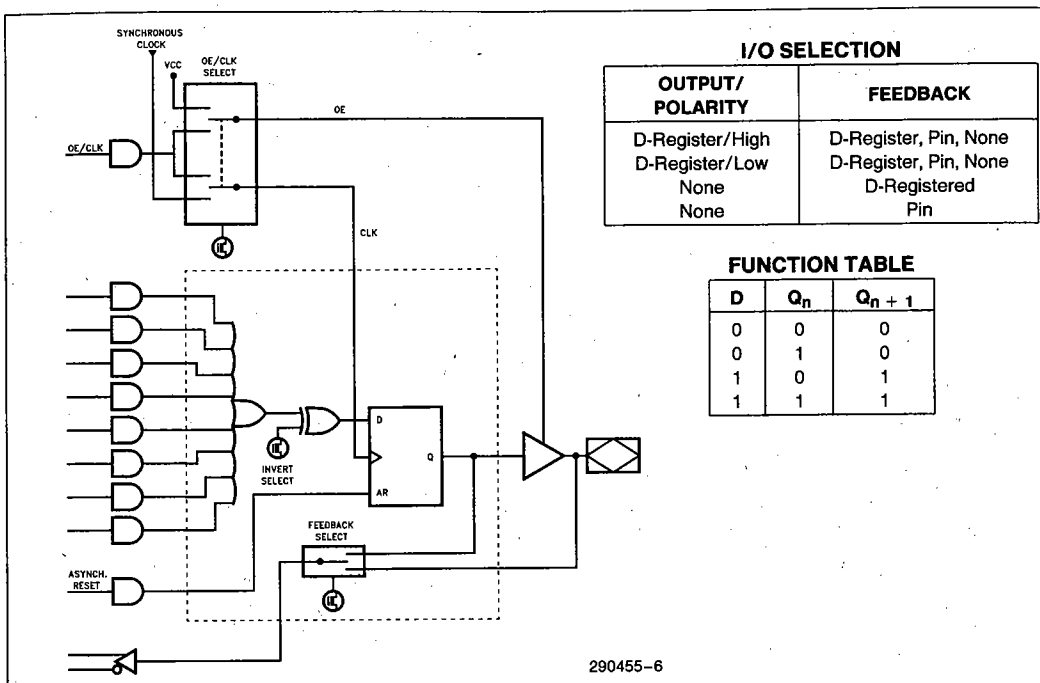 SYNCHRONOUS
CLOCK
VCC
OE/CLK
SELECT
OE
OE/CLK
CLK
INVERT
SELECT
D
Q
AR
FEEDBACK
SELECT
ASYNCH.
RESET
290455-6
I/O SELECTION
OUTPUT/
POLARITY
FEEDBACK
D-Register/High D-Register, Pin, None
D-Register/Low D-Register, Pin, None
None D-Registered
None Pin
FUNCTION TABLE
D Qn Qn + 1
0 0 0
0 1 0
1 0 1
1 1 1